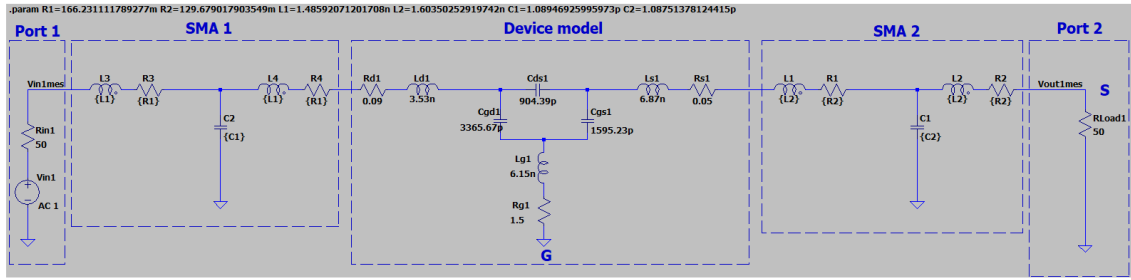 .param R1=166.231111789277m R2=129.679017903549m L1=1.48592071201708n L2=1.60350252919742n C1=1.08946925995973p C2=1.08751378124415p
Port 1
SMA 1
Device model
SMA 2
Port 2
Vin1mes
L3
{L1}
R3
{R1}
L4
{L1}
R4
{R1}
C2
{C1}
Rin1
50
Vin1
AC 1
Rd1
0.09
Ld1
3.53n
Cds1
904.39p
Cgd1
3365.67p
Cgs1
1595.23p
Ls1
6.87n
Rs1
0.05
Lg1
6.15n
Rg1
1.5
G
L1
{L2}
R1
{R2}
L2
{L2}
R2
{R2}
C1
{C2}
Vout1mes
S
RLoad1
50